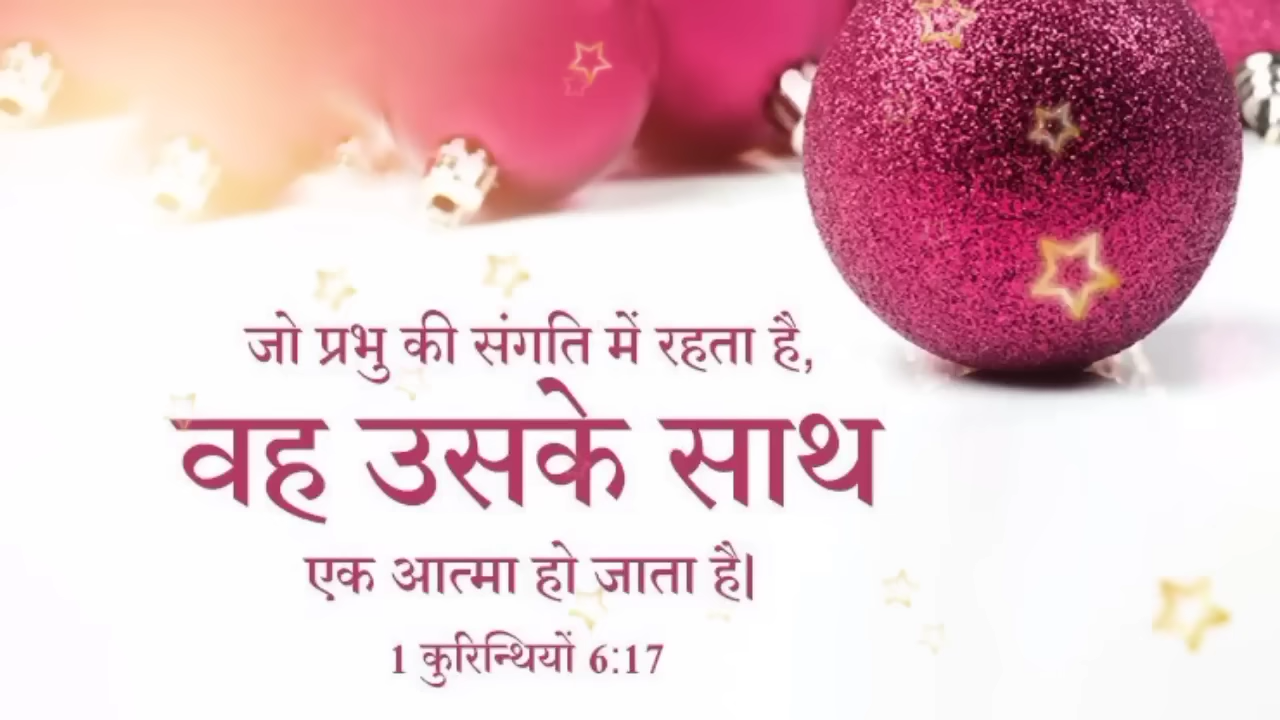 जो प्रभु की संगति में रहता है,
वह उसके साथ
एक आत्मा हो जाता है|
1 कुरिन्थियों 6:17